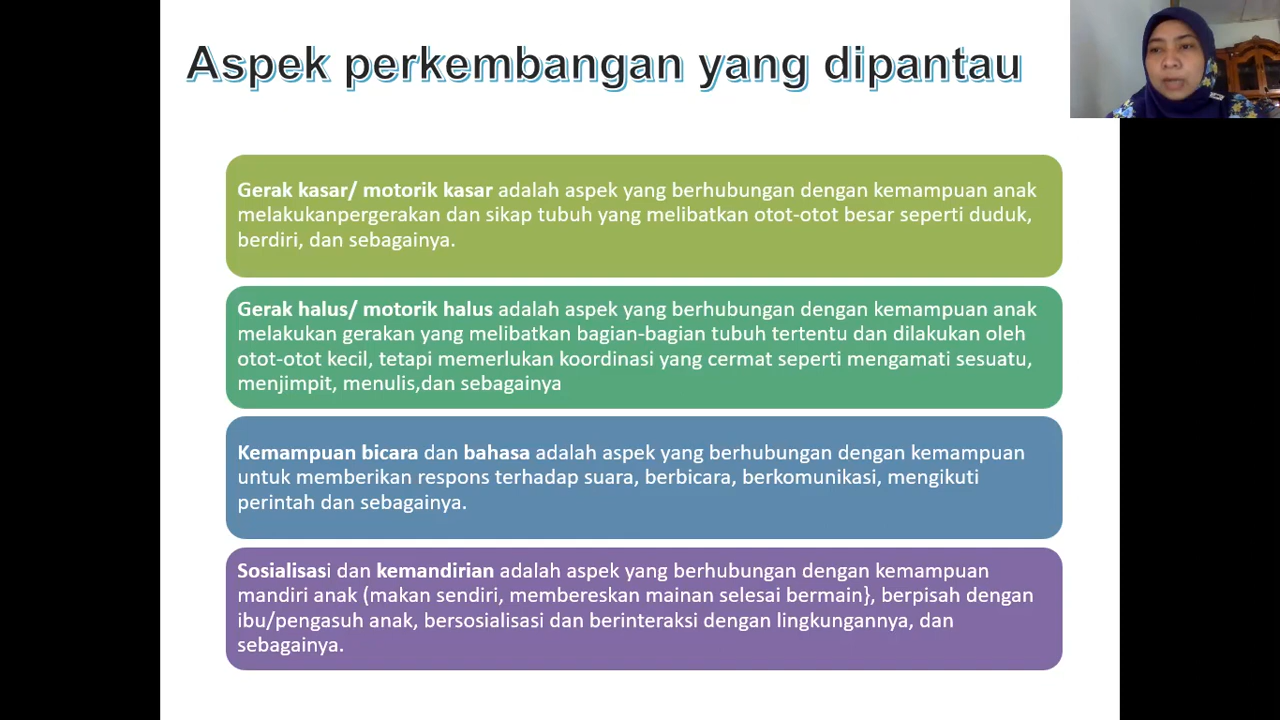 Aspek perkembangan yang dipantau
Gerak kasar/ motorik kasar adalah aspek yang berhubungan dengan kemampuan anak
melakukanpergerakan dan sikap tubuh yang melibatkan otot-otot besar seperti duduk,
berdiri, dan sebagainya.
Gerak halus/ motorik halus adalah aspek yang berhubungan dengan kemampuan anak
melakukan gerakan yang melibatkan bagian-bagian tubuh tertentu dan dilakukan oleh
otot-otot kecil, tetapi memerlukan koordinasi yang cermat seperti mengamati sesuatu,
menjimpit, menulis,dan sebagainya
Kemampuan bicara dan bahasa adalah aspek yang berhubungan dengan kemampuan
untuk memberikan respons terhadap suara, berbicara, berkomunikasi, mengikuti
perintah dan sebagainya.
Sosialisasi dan kemandirian adalah aspek yang berhubungan dengan kemampuan
mandiri anak (makan sendiri, membereskan mainan selesai bermain}, berpisah dengan
ibu/pengasuh anak, bersosialisasi dan berinteraksi dengan lingkungannya, dan
sebagainya.